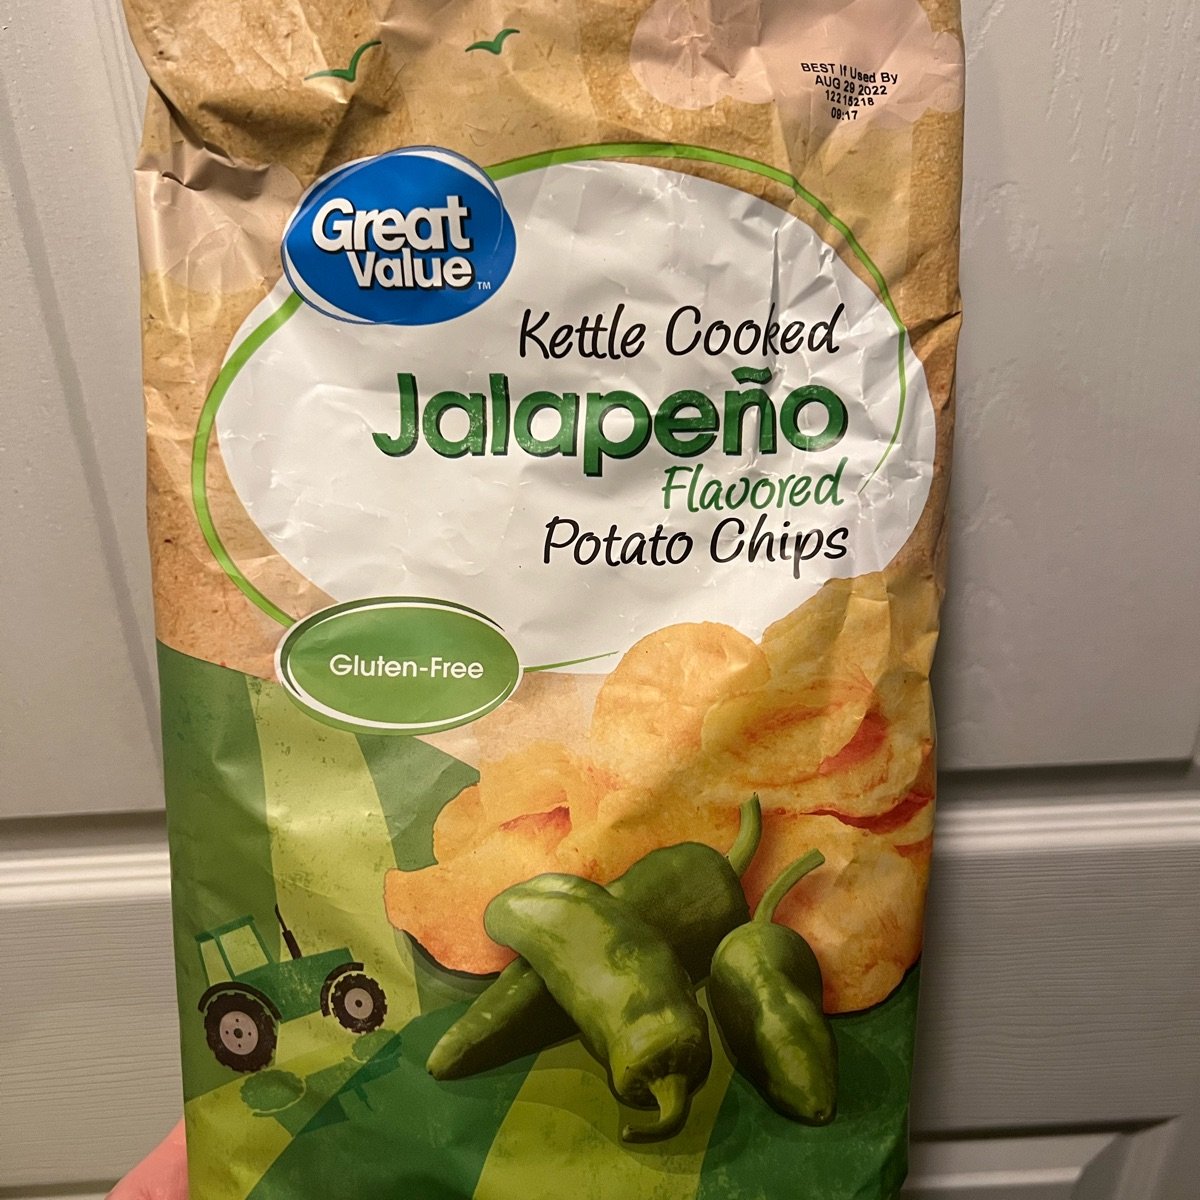 BEST If Used By
AUG 29 2022
12215218
09:17
Great
Value™
Kettle Cooked
Jalapeño
Flavored
Potato Chips
Gluten-Free